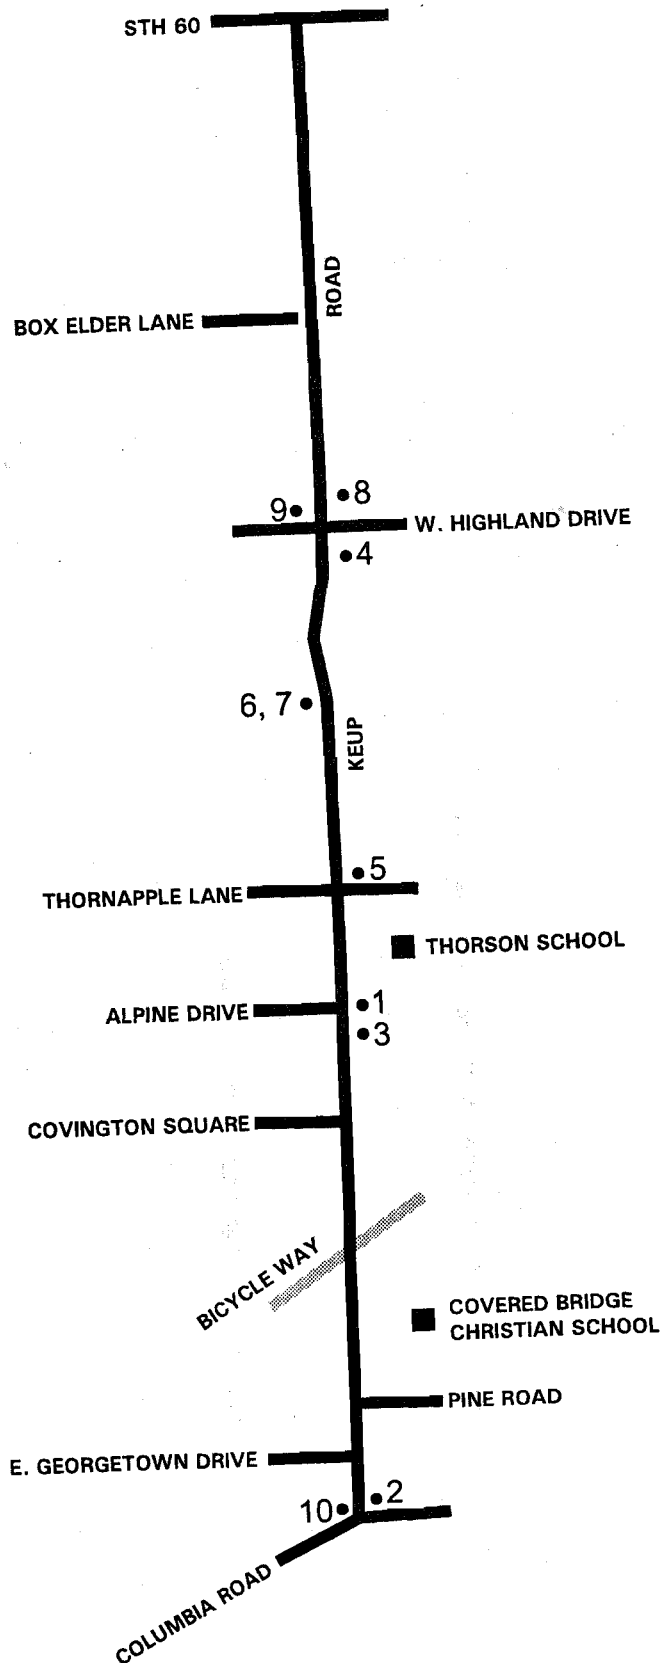 STH 60
ROAD
BOX ELDER LANE
8
9
W. HIGHLAND DRIVE
4
6, 7
KEUP
5
THORNAPPLE LANE
THORSON SCHOOL
1
ALPINE DRIVE
3
COVINGTON SQUARE
BICYCLE WAY
COVERED BRIDGE
CHRISTIAN SCHOOL
PINE ROAD
E. GEORGETOWN DRIVE
2
10
COLUMBIA ROAD